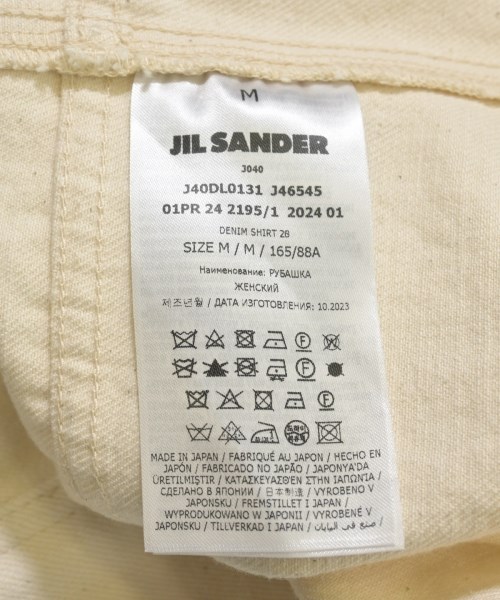 M
JIL SANDER
J040
J40DL0131 J46545
01PR 24 2195/1 2024 01
DENIM SHIRT 28
SIZE M / M / 165/88A
Наименование: РУБАШКА
ЖЕНСКИЙ
제조년월 / ДАТА ИЗГОТОВЛЕНИЯ: 10.2023
MADE IN JAPAN / FABRIQUÉ AU JAPON / HECHO EN
JAPÓN / FABRICADO NO JAPÃO / JAPONYA'DA
ÜRETILMIŞTIR / ΚΑΤΑΣΚΕΥΑΣΘΕΝ ΣΤΗΝ ΙΑΠΩΝΙΑ/
СДЕЛАНО В ЯПОНИИ / 日本制造 / VYROBENO V
JAPONSKU / FREMSTILLET I JAPAN /
WYPRODUKOWANO W JAPONII / VYROBENÉ V
JAPONSKU / TILLVERKAD I JAPAN / صنع في اليابان /